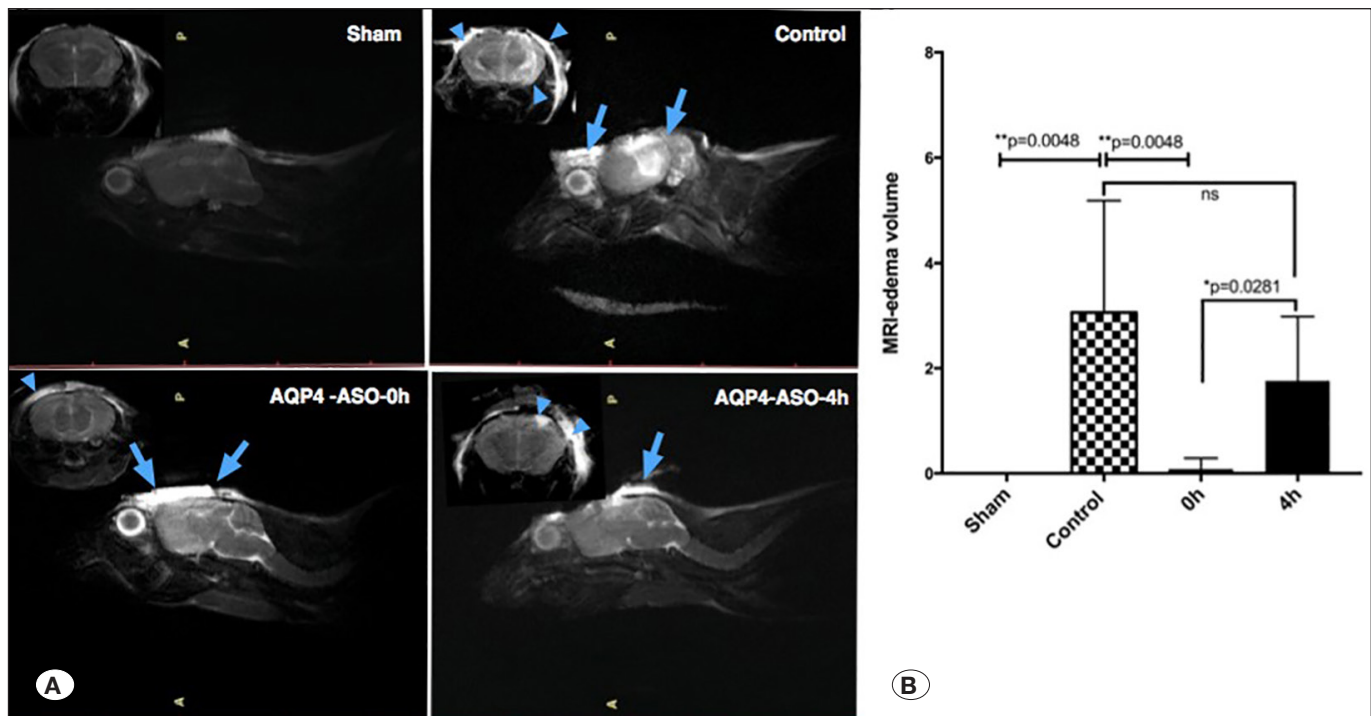 Sham
P
A
Control
P
A
AQP4 -ASO-0h
P
A
AQP4-ASO-4h
P
A
A
MRI-edema volume
8
6
4
2
0
**p=0.0048
**p=0.0048
ns
*p=0.0281
Sham
Control
0h
4h
B